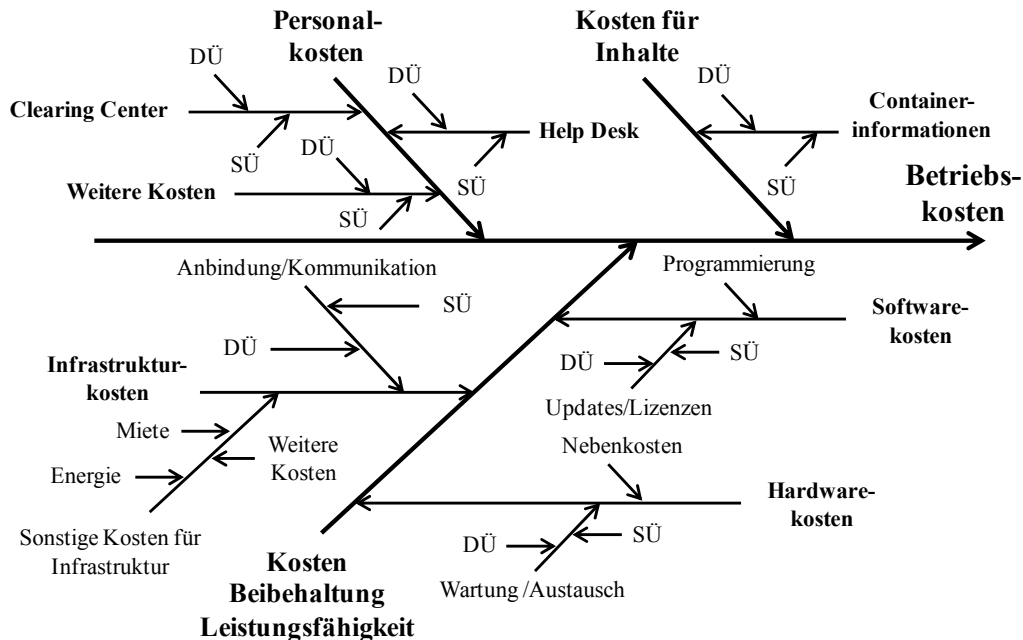 Personal-
kosten
Kosten für
Inhalte
DÜ
Clearing Center
SÜ
DÜ
Help Desk
SÜ
DÜ
Container-
informationen
SÜ
DÜ
Weitere Kosten
SÜ
Betriebs-
kosten
Anbindung/Kommunikation
SÜ
DÜ
Infrastruktur-
kosten
Miete
Weitere
Kosten
Energie
Sonstige Kosten für
Infrastruktur
Programmierung
Software-
kosten
DÜ
SÜ
Updates/Lizenzen
Nebenkosten
Hardware-
kosten
DÜ
SÜ
Wartung /Austausch
Kosten
Beibehaltung
Leistungsfähigkeit